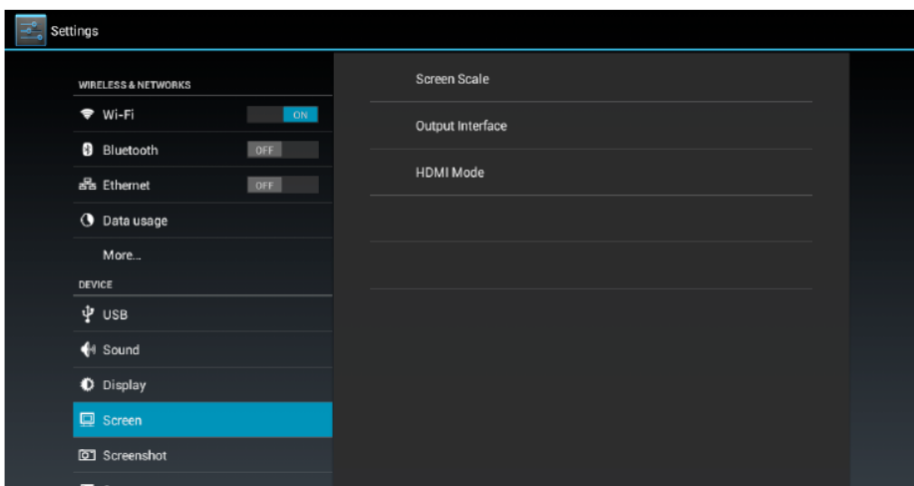 Settings
WIRELESS & NETWORKS
Wi-Fi
ON
Bluetooth
OFF
Ethernet
OFF
Data usage
More...
DEVICE
USB
Sound
Display
Screen
Screenshot
Screen Scale
Output Interface
HDMI Mode